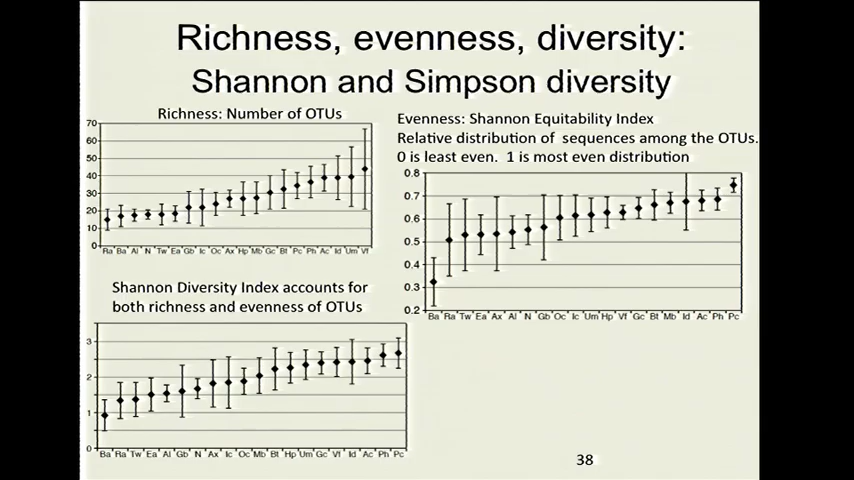 Richness, evenness, diversity:
Shannon and Simpson diversity
Richness: Number of OTUs
70
60
50
40
30
20
10
0
Ra Ba Al N Tw Ea Gb Ic Oc Ax Hp Mb Gc Bt Pc Ph Ac Id Um Vf
Evenness: Shannon Equitability Index
Relative distribution of sequences among the OTUs.
0 is least even. 1 is most even distribution
0.8
0.7
0.6
0.5
0.4
0.3
0.2
Ba Ra Tw Ea Ax Al N Gb Oc Ic Um Hp Vf Gc Bt Mb Id Ac Ph Pc
Shannon Diversity Index accounts for
both richness and evenness of OTUs
3
2
1
0
Ba Ra Tw Ea Al Gb N Ax Ic Oc Mb Bt Hp Um Gc Vf Id Ac Ph Pc
38